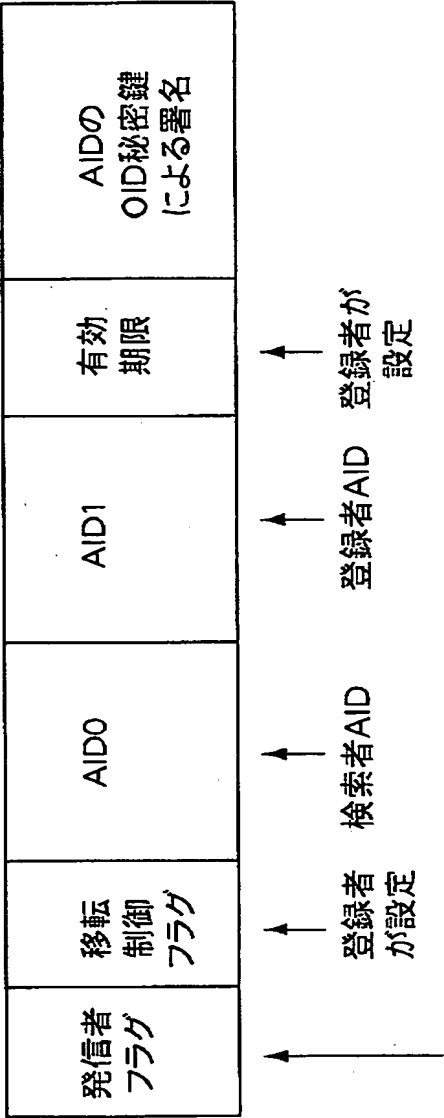 発信者
フラグ
移転
制御
フラグ
AID0
AID1
有効
期限
AIDの
OID秘密鍵
による署名
登録者
が設定
検索者AID
登録者AID
登録者が
設定